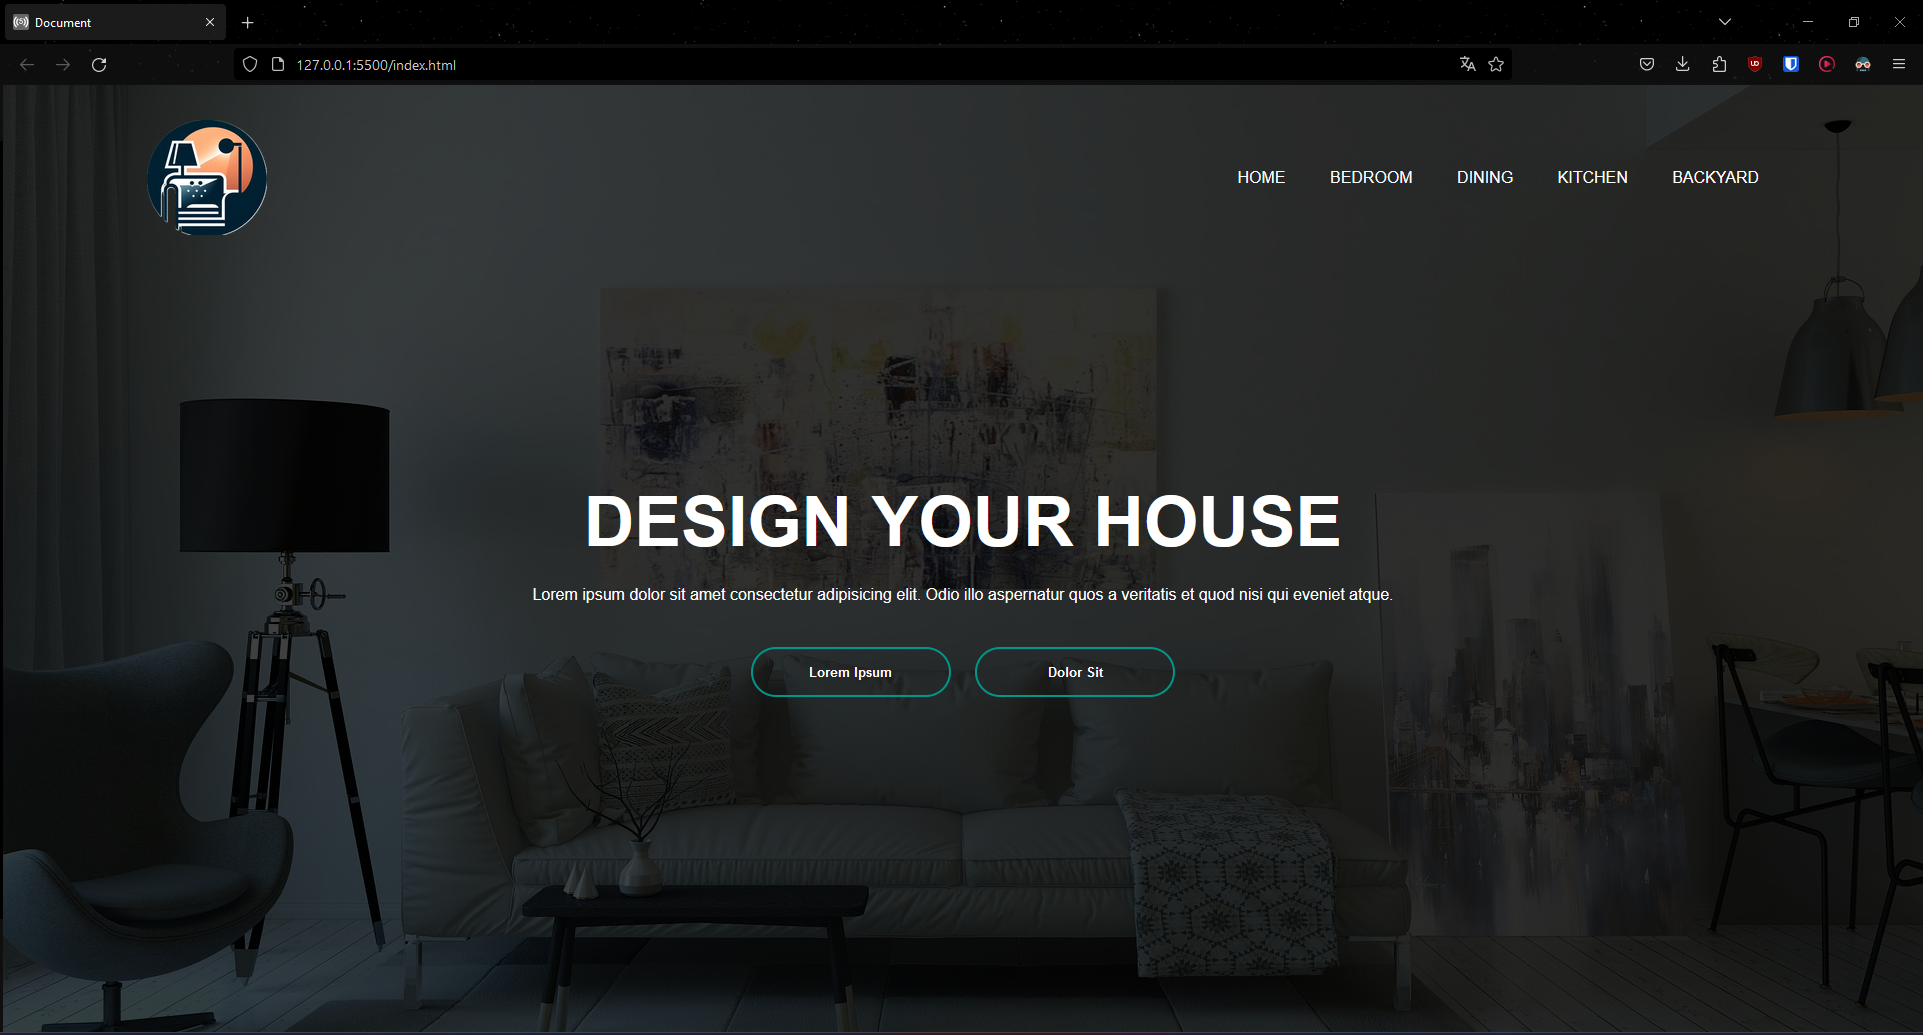 Document
127.0.0.1:5500/index.html
HOME BEDROOM DINING KITCHEN BACKYARD
DESIGN YOUR HOUSE
Lorem ipsum dolor sit amet consectetur adipisicing elit. Odio illo aspernatur quos a veritatis et quod nisi qui eveniet atque.
Lorem Ipsum Dolor Sit